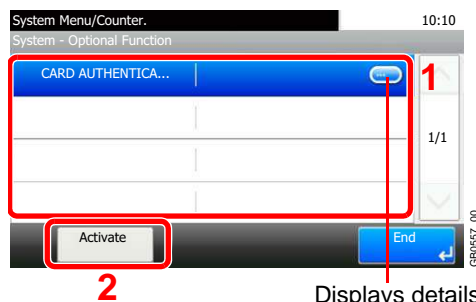 System Menu/Counter. 10:10
System - Optional Function
CARD AUTHENTICA... ... 1
1/1
Activate End
2
Displays details
GB0557_00